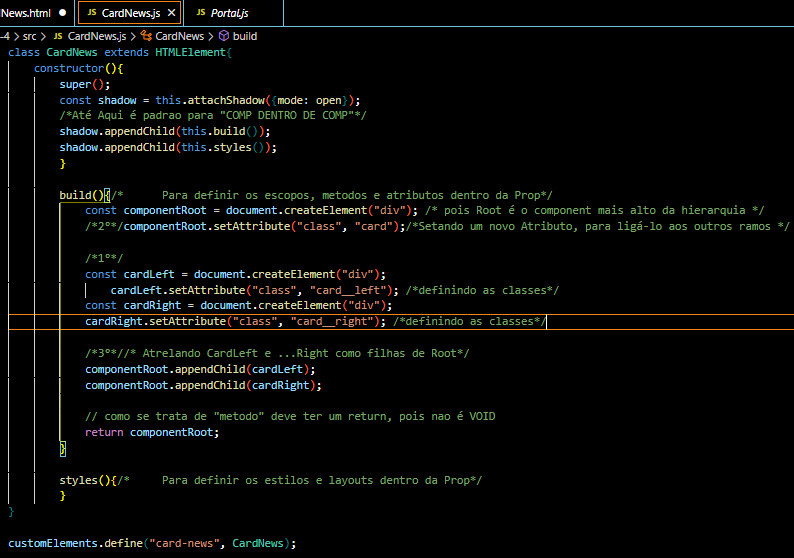 News.html ● JS CardNews.js × JS Portal.js
-4 > src > JS CardNews.js > CardNews > build
class CardNews extends HTMLElement{
constructor(){
super();
const shadow = this.attachShadow({mode: open});
/*Até Aqui é padrao para "COMP DENTRO DE COMP"*/
shadow.appendChild(this.build());
shadow.appendChild(this.styles());
}
build(){/*     Para definir os escopos, metodos e atributos dentro da Prop*/
const componentRoot = document.createElement("div"); /* pois Root é o component mais alto da hierarquia */
/*2º*/componentRoot.setAttribute("class", "card");/*Setando um novo Atributo, para ligá-lo aos outros ramos */
/*1º*/
const cardLeft = document.createElement("div");
cardLeft.setAttribute("class", "card__left"); /*definindo as classes*/
const cardRight = document.createElement("div");
cardRight.setAttribute("class", "card__right"); /*definindo as classes*/
/*3º*//* Atrelando CardLeft e ...Right como filhas de Root*/
componentRoot.appendChild(cardLeft);
componentRoot.appendChild(cardRight);
// como se trata de "metodo" deve ter um return, pois nao é VOID
return componentRoot;
}
styles(){/*     Para definir os estilos e layouts dentro da Prop*/
}
}
customElements.define("card-news", CardNews);